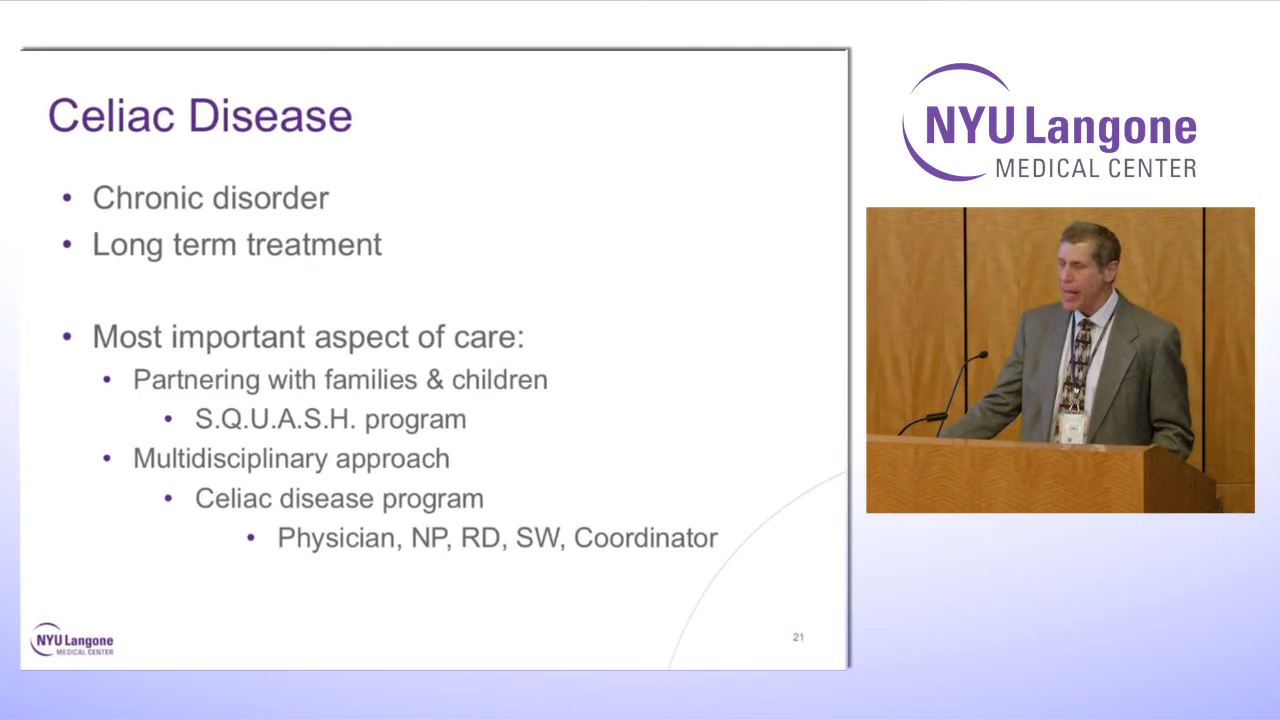 Celiac Disease
• Chronic disorder
• Long term treatment
• Most important aspect of care:
• Partnering with families & children
• S.Q.U.A.S.H. program
• Multidisciplinary approach
• Celiac disease program
• Physician, NP, RD, SW, Coordinator
NYU Langone
MEDICAL CENTER
21
NYU Langone
MEDICAL CENTER